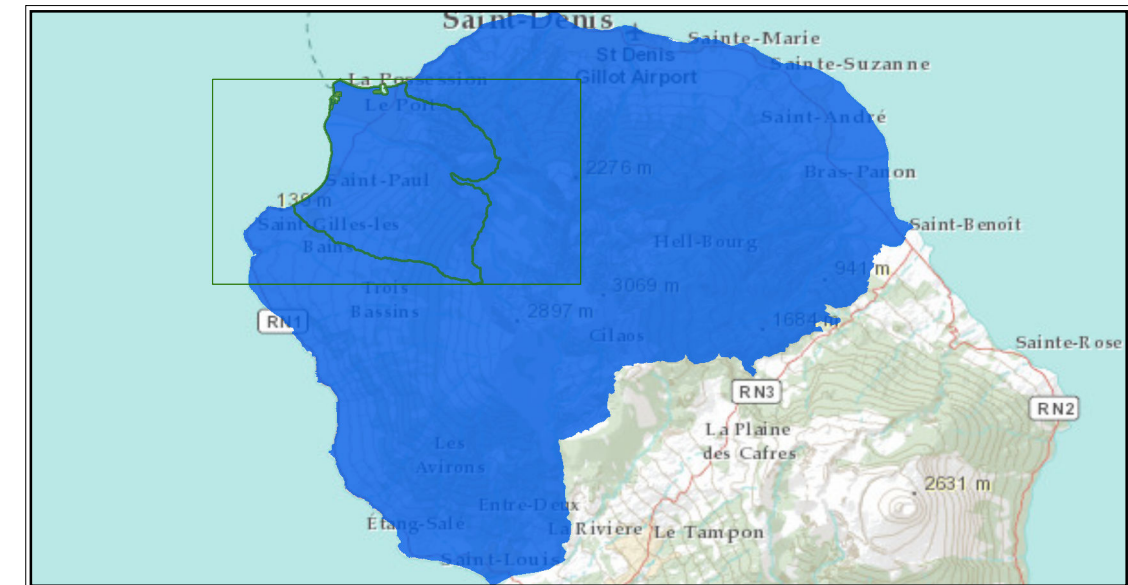 Saint-Denis
Sainte-Marie
St Denis
Gillot Airport
Sainte-Suzanne
La Possession
Le Port
Saint-André
2276 m
Bras-Panon
Saint-Paul
139 m
Saint-Gilles-les
Bains
Saint-Benoît
Hell-Bourg
941 m
3069 m
Trois
Bassins
2897 m
1684 m
RN1
Cilaos
Sainte-Rose
RN3
RN2
La Plaine
des Cafres
Les
Avirons
2631 m
Entre-Deux
Étang-Salé
La Rivière
Le Tampon
Saint-Louis